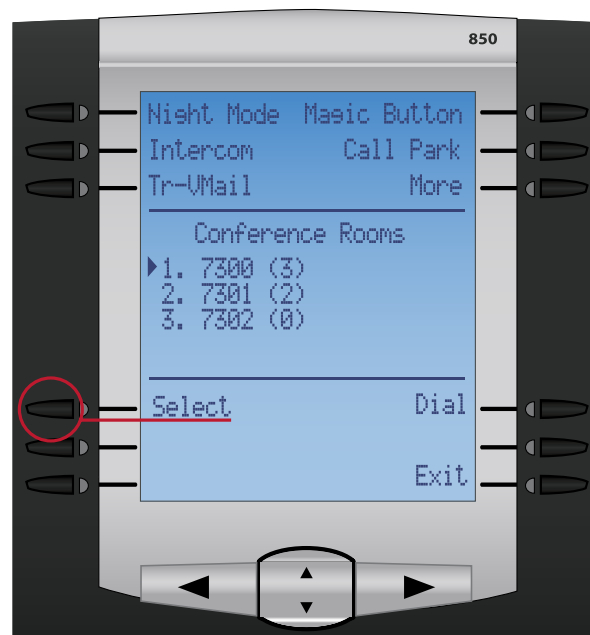 850
Night Mode Magic Button
Intercom Call Park
Tr-VMail More
Conference Rooms
1. 7300 (3)
2. 7301 (2)
3. 7302 (0)
Select Dial
Exit